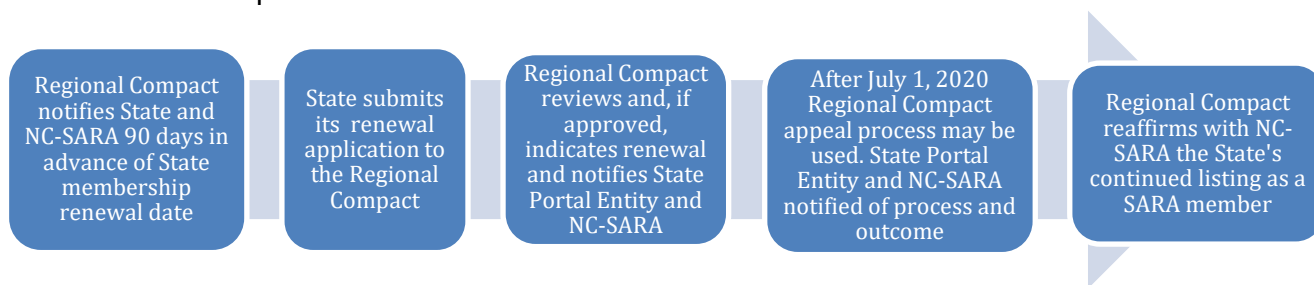 Regional Compact
notifies State and
NC-SARA 90 days in
advance of State
membership
renewal date
State submits
its renewal
application to
the Regional
Compact
Regional Compact
reviews and, if
approved,
indicates renewal
and notifies State
Portal Entity and
NC-SARA
After July 1, 2020
Regional Compact
appeal process may be
used. State Portal
Entity and NC-SARA
notified of process and
outcome
Regional Compact
reaffirms with NC-
SARA the State's
continued listing as a
SARA member